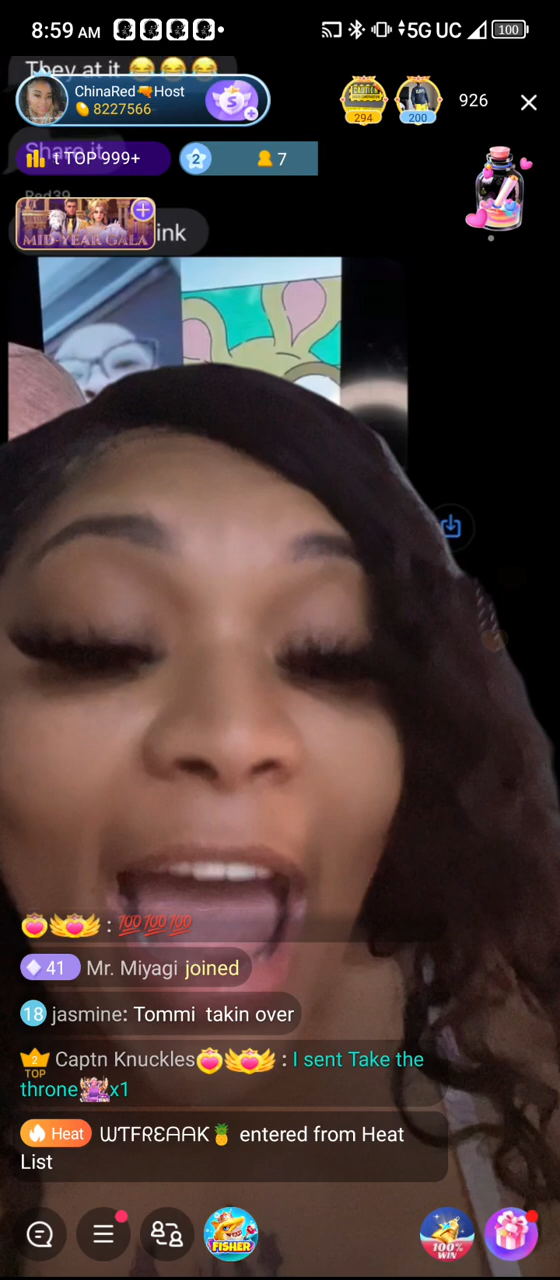 8:59 AM
5G UC
100
They at it 😂😂😂
ChinaRed🔫Host
8227566
S
294
200
926
Share it
t TOP 999+
2
7
Red39
MID-YEAR GALA
ink
: 💯💯💯
41 Mr. Miyagi joined
18 jasmine: Tommi takin over
2 TOP Captn Knuckles : I sent Take the
throne x1
Heat ᏔᎢFᖇƐᗩᗩK🍍 entered from Heat
List
FISHER
100% WIN